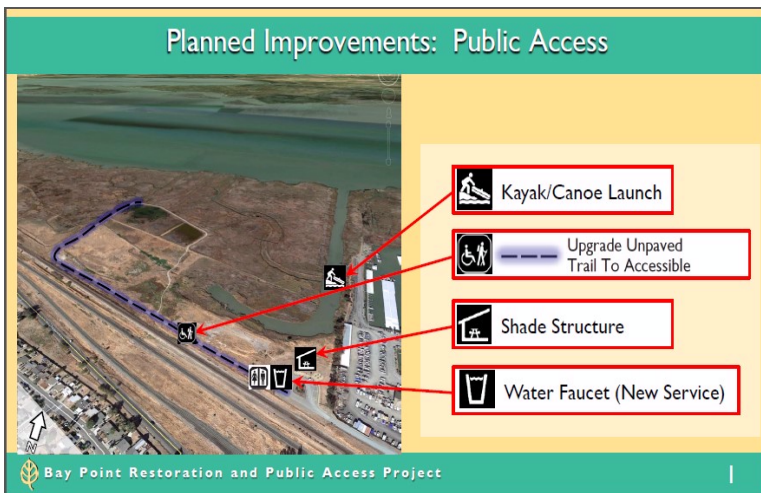 Planned Improvements: Public Access
Kayak/Canoe Launch
Upgrade Unpaved
Trail To Accessible
Shade Structure
Water Faucet (New Service)
N
Bay Point Restoration and Public Access Project